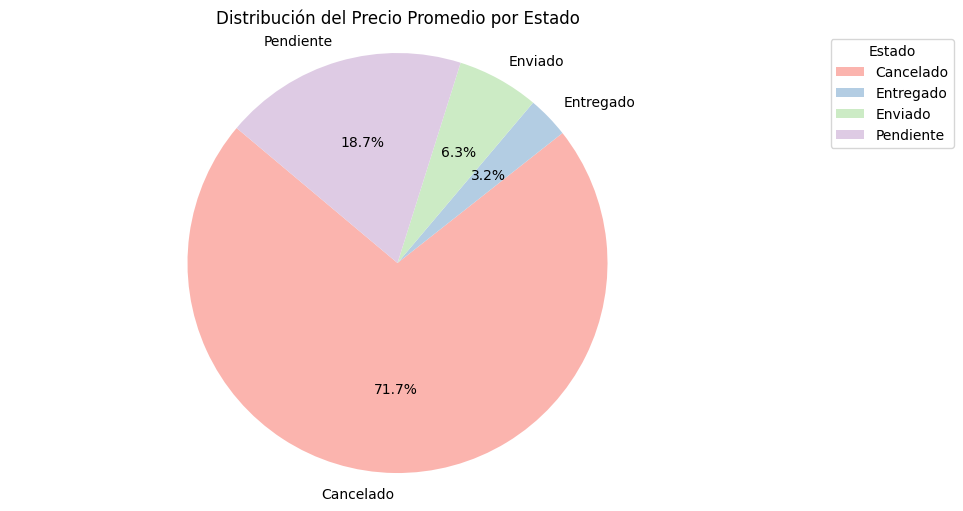 Distribución del Precio Promedio por Estado
Pendiente
Enviado
Entregado
18.7%
6.3%
3.2%
71.7%
Cancelado
Estado
Cancelado
Entregado
Enviado
Pendiente